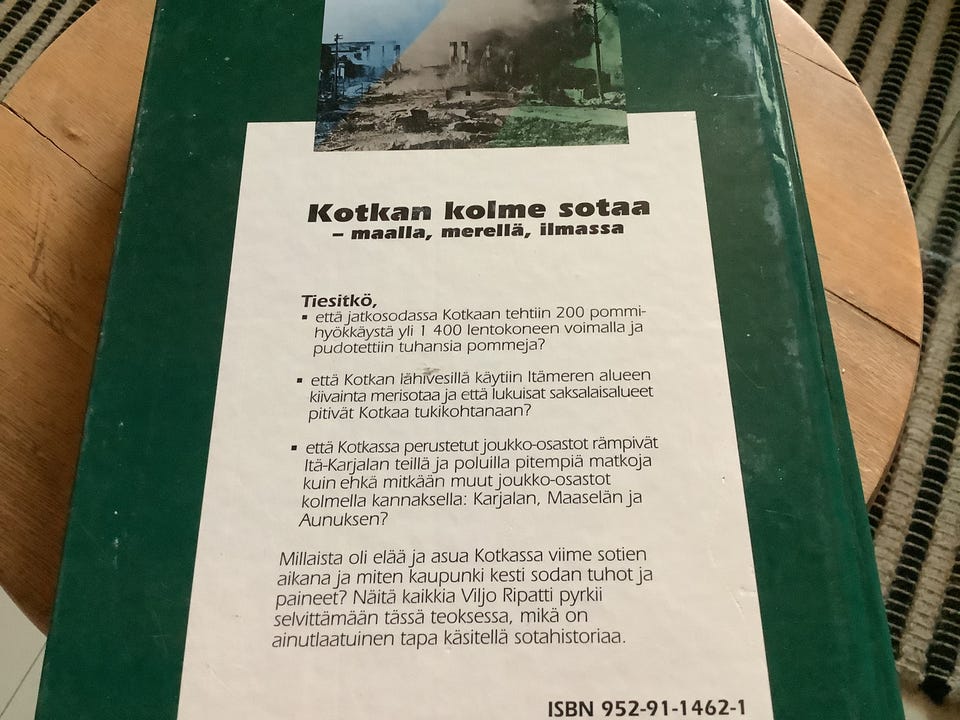 Kotkan kolme sotaa
– maalla, merellä, ilmassa
Tiesitkö,
▪ että jatkosodassa Kotkaan tehtiin 200 pommi-
hyökkäystä yli 1 400 lentokoneen voimalla ja
pudotettiin tuhansia pommeja?
▪ että Kotkan lähivesillä käytiin Itämeren alueen
kiivainta merisotaa ja että lukuisat saksalaisalueet
pitivät Kotkaa tukikohtanaan?
▪ että Kotkassa perustetut joukko-osastot rämpivät
Itä-Karjalan teillä ja poluilla pitempiä matkoja
kuin ehkä mitkään muut joukko-osastot
kolmella kannaksella: Karjalan, Maaselän ja
Aunuksen?
Millaista oli elää ja asua Kotkassa viime sotien
aikana ja miten kaupunki kesti sodan tuhot ja
paineet? Näitä kaikkia Viljo Ripatti pyrkii
selvittämään tässä teoksessa, mikä on
ainutlaatuinen tapa käsitellä sotahistoriaa.
ISBN 952-91-1462-1